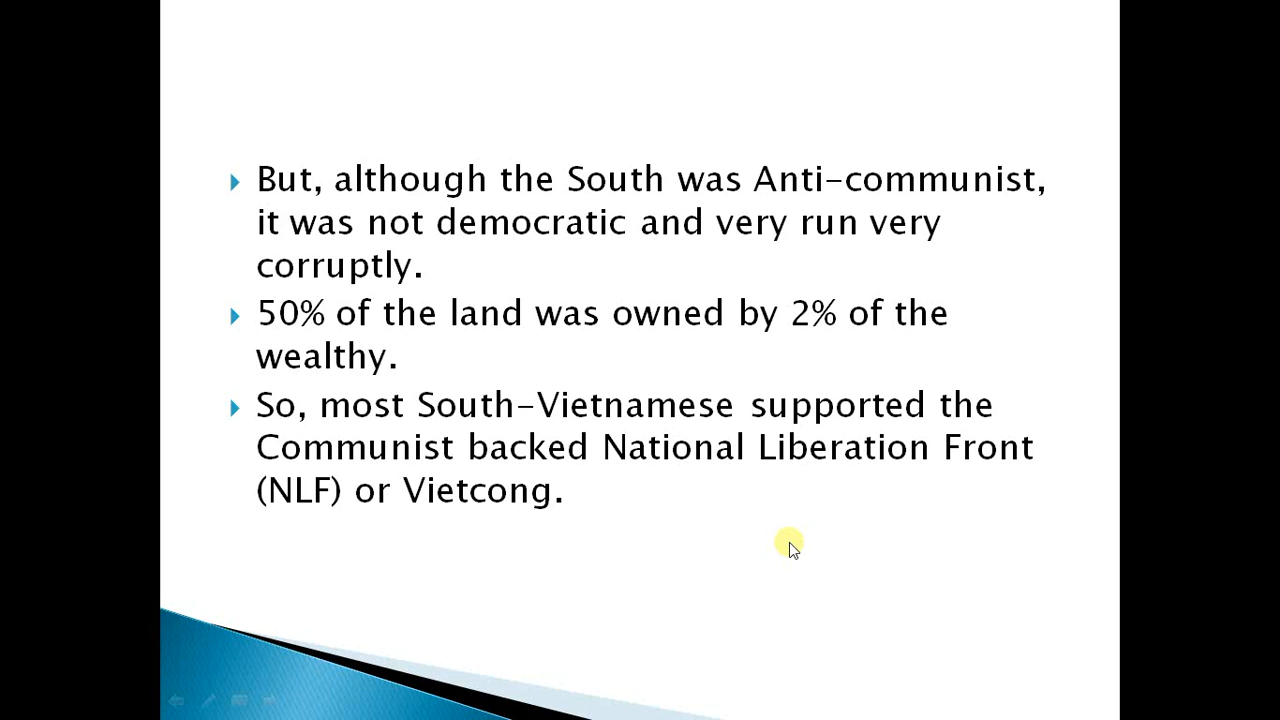 But, although the South was Anti-communist,
it was not democratic and very run very
corruptly.
50% of the land was owned by 2% of the
wealthy.
So, most South-Vietnamese supported the
Communist backed National Liberation Front
(NLF) or Vietcong.